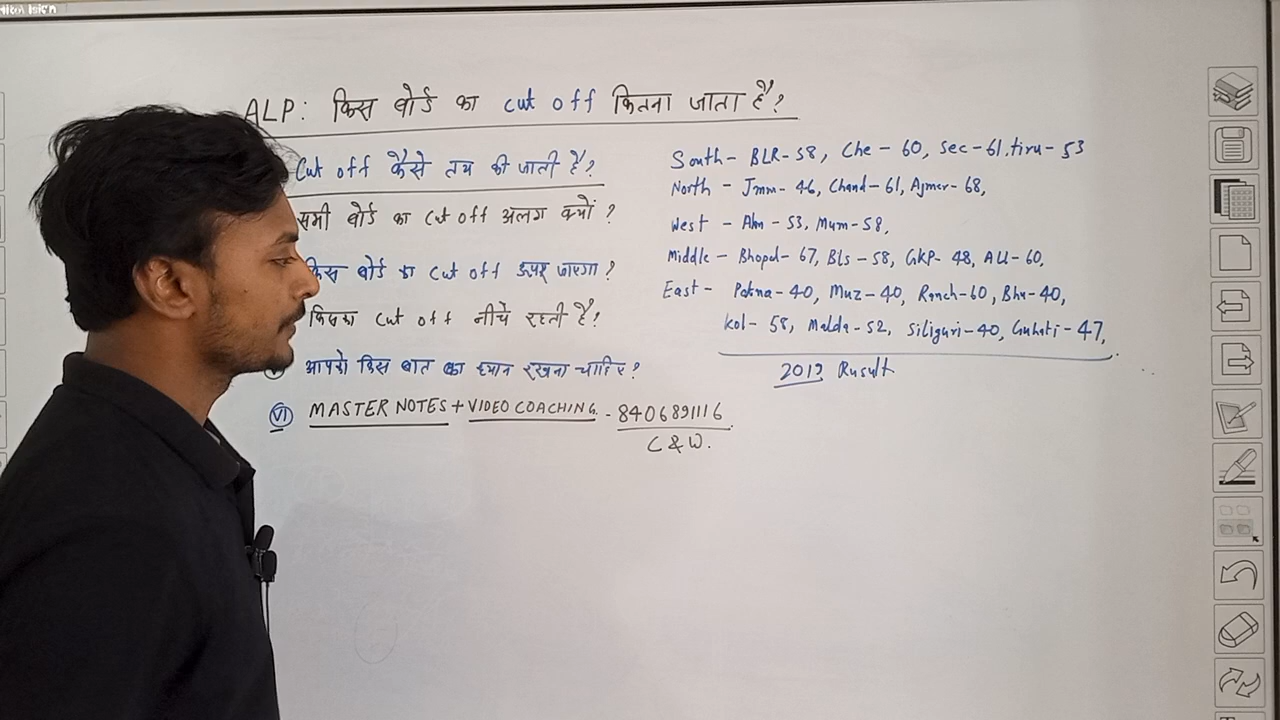 ALP: किस बोर्ड का cut off कितना जाता है?
Cut off कैसे तय की जाती है?
सभी बोर्ड का cut off अलग क्यों?
किस बोर्ड का cut off ऊपर जाएगा?
किसका cut off नीचे रहती है?
आपको किस बात का ध्यान रखना चाहिए?
VI MASTER NOTES + VIDEO COACHING. - 8406891116
C & W.
South - BLR-58, Che - 60, Sec-61, tiru - 53
North - Jmm-46, Chand-61, Ajmer-68,
West - Ahm - 53, Mum-58,
Middle - Bhopal-67, Bls-58, GKP-48, All-60,
East - Patna-40, Muz-40, Ranch-60, Bhu-40,
Kol-58, Malda-52, Siliguri-40, Guhati-47,
2013 Rusult